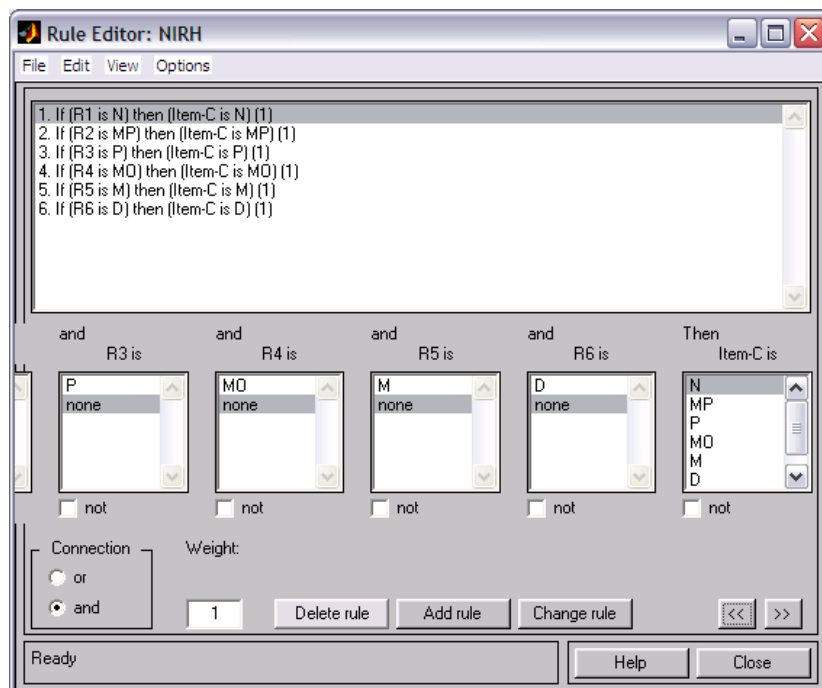 Rule Editor: NIRH
File Edit View Options
1. If (R1 is N) then (Item-C is N) (1)
2. If (R2 is MP) then (Item-C is MP) (1)
3. If (R3 is P) then (Item-C is P) (1)
4. If (R4 is MO) then (Item-C is MO) (1)
5. If (R5 is M) then (Item-C is M) (1)
6. If (R6 is D) then (Item-C is D) (1)
and and and and Then
R3 is R4 is R5 is R6 is Item-C is
P MO M D N
none none none none MP
P
MO
M
D
not not not not not
Connection Weight:
or
and 1 Delete rule Add rule Change rule << >>
Ready Help Close